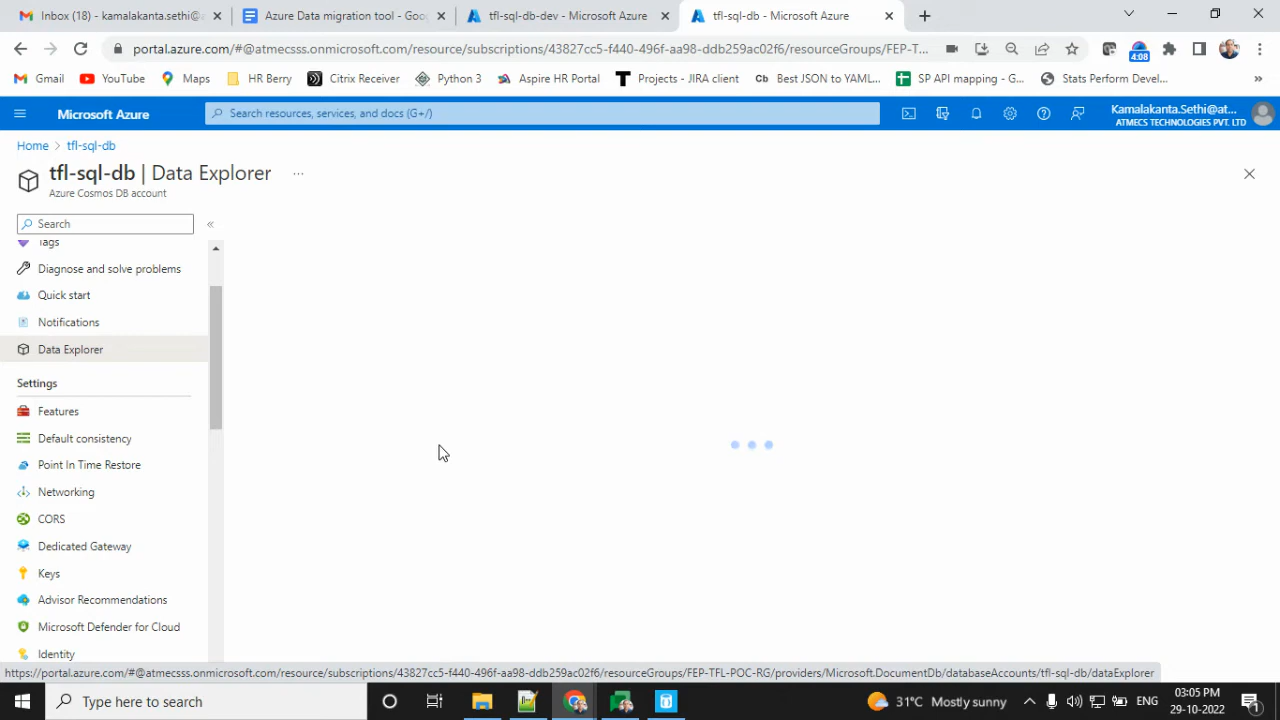 Inbox (18) - kamalakanta.sethi@
Azure Data migration tool - Goo
tfl-sql-db-dev - Microsoft Azure
tfl-sql-db - Microsoft Azure
portal.azure.com/#@atmecsss.onmicrosoft.com/resource/subscriptions/43827cc5-f440-496f-aa98-ddb259ac02f6/resourceGroups/FEP-T...
4:08
Gmail
YouTube
Maps
HR Berry
Citrix Receiver
Python 3
Aspire HR Portal
Projects - JIRA client
Cb Best JSON to YAML...
SP API mapping - G...
Stats Perform Devel...
»
Microsoft Azure
Search resources, services, and docs (G+/)
Kamalakanta.Sethi@at...
ATMECS TECHNOLOGIES PVT. LTD
Home > tfl-sql-db
tfl-sql-db | Data Explorer ...
Azure Cosmos DB account
Search
«
Tags
Diagnose and solve problems
Quick start
Notifications
Data Explorer
Settings
Features
Default consistency
Point In Time Restore
Networking
CORS
Dedicated Gateway
Keys
Advisor Recommendations
Microsoft Defender for Cloud
Identity
https://portal.azure.com/#@atmecsss.onmicrosoft.com/resource/subscriptions/43827cc5-f440-496f-aa98-ddb259ac02f6/resourceGroups/FEP-TFL-POC-RG/providers/Microsoft.DocumentDb/databaseAccounts/tfl-sql-db/dataExplorer
Type here to search
31°C Mostly sunny
ENG
03:05 PM
29-10-2022
1